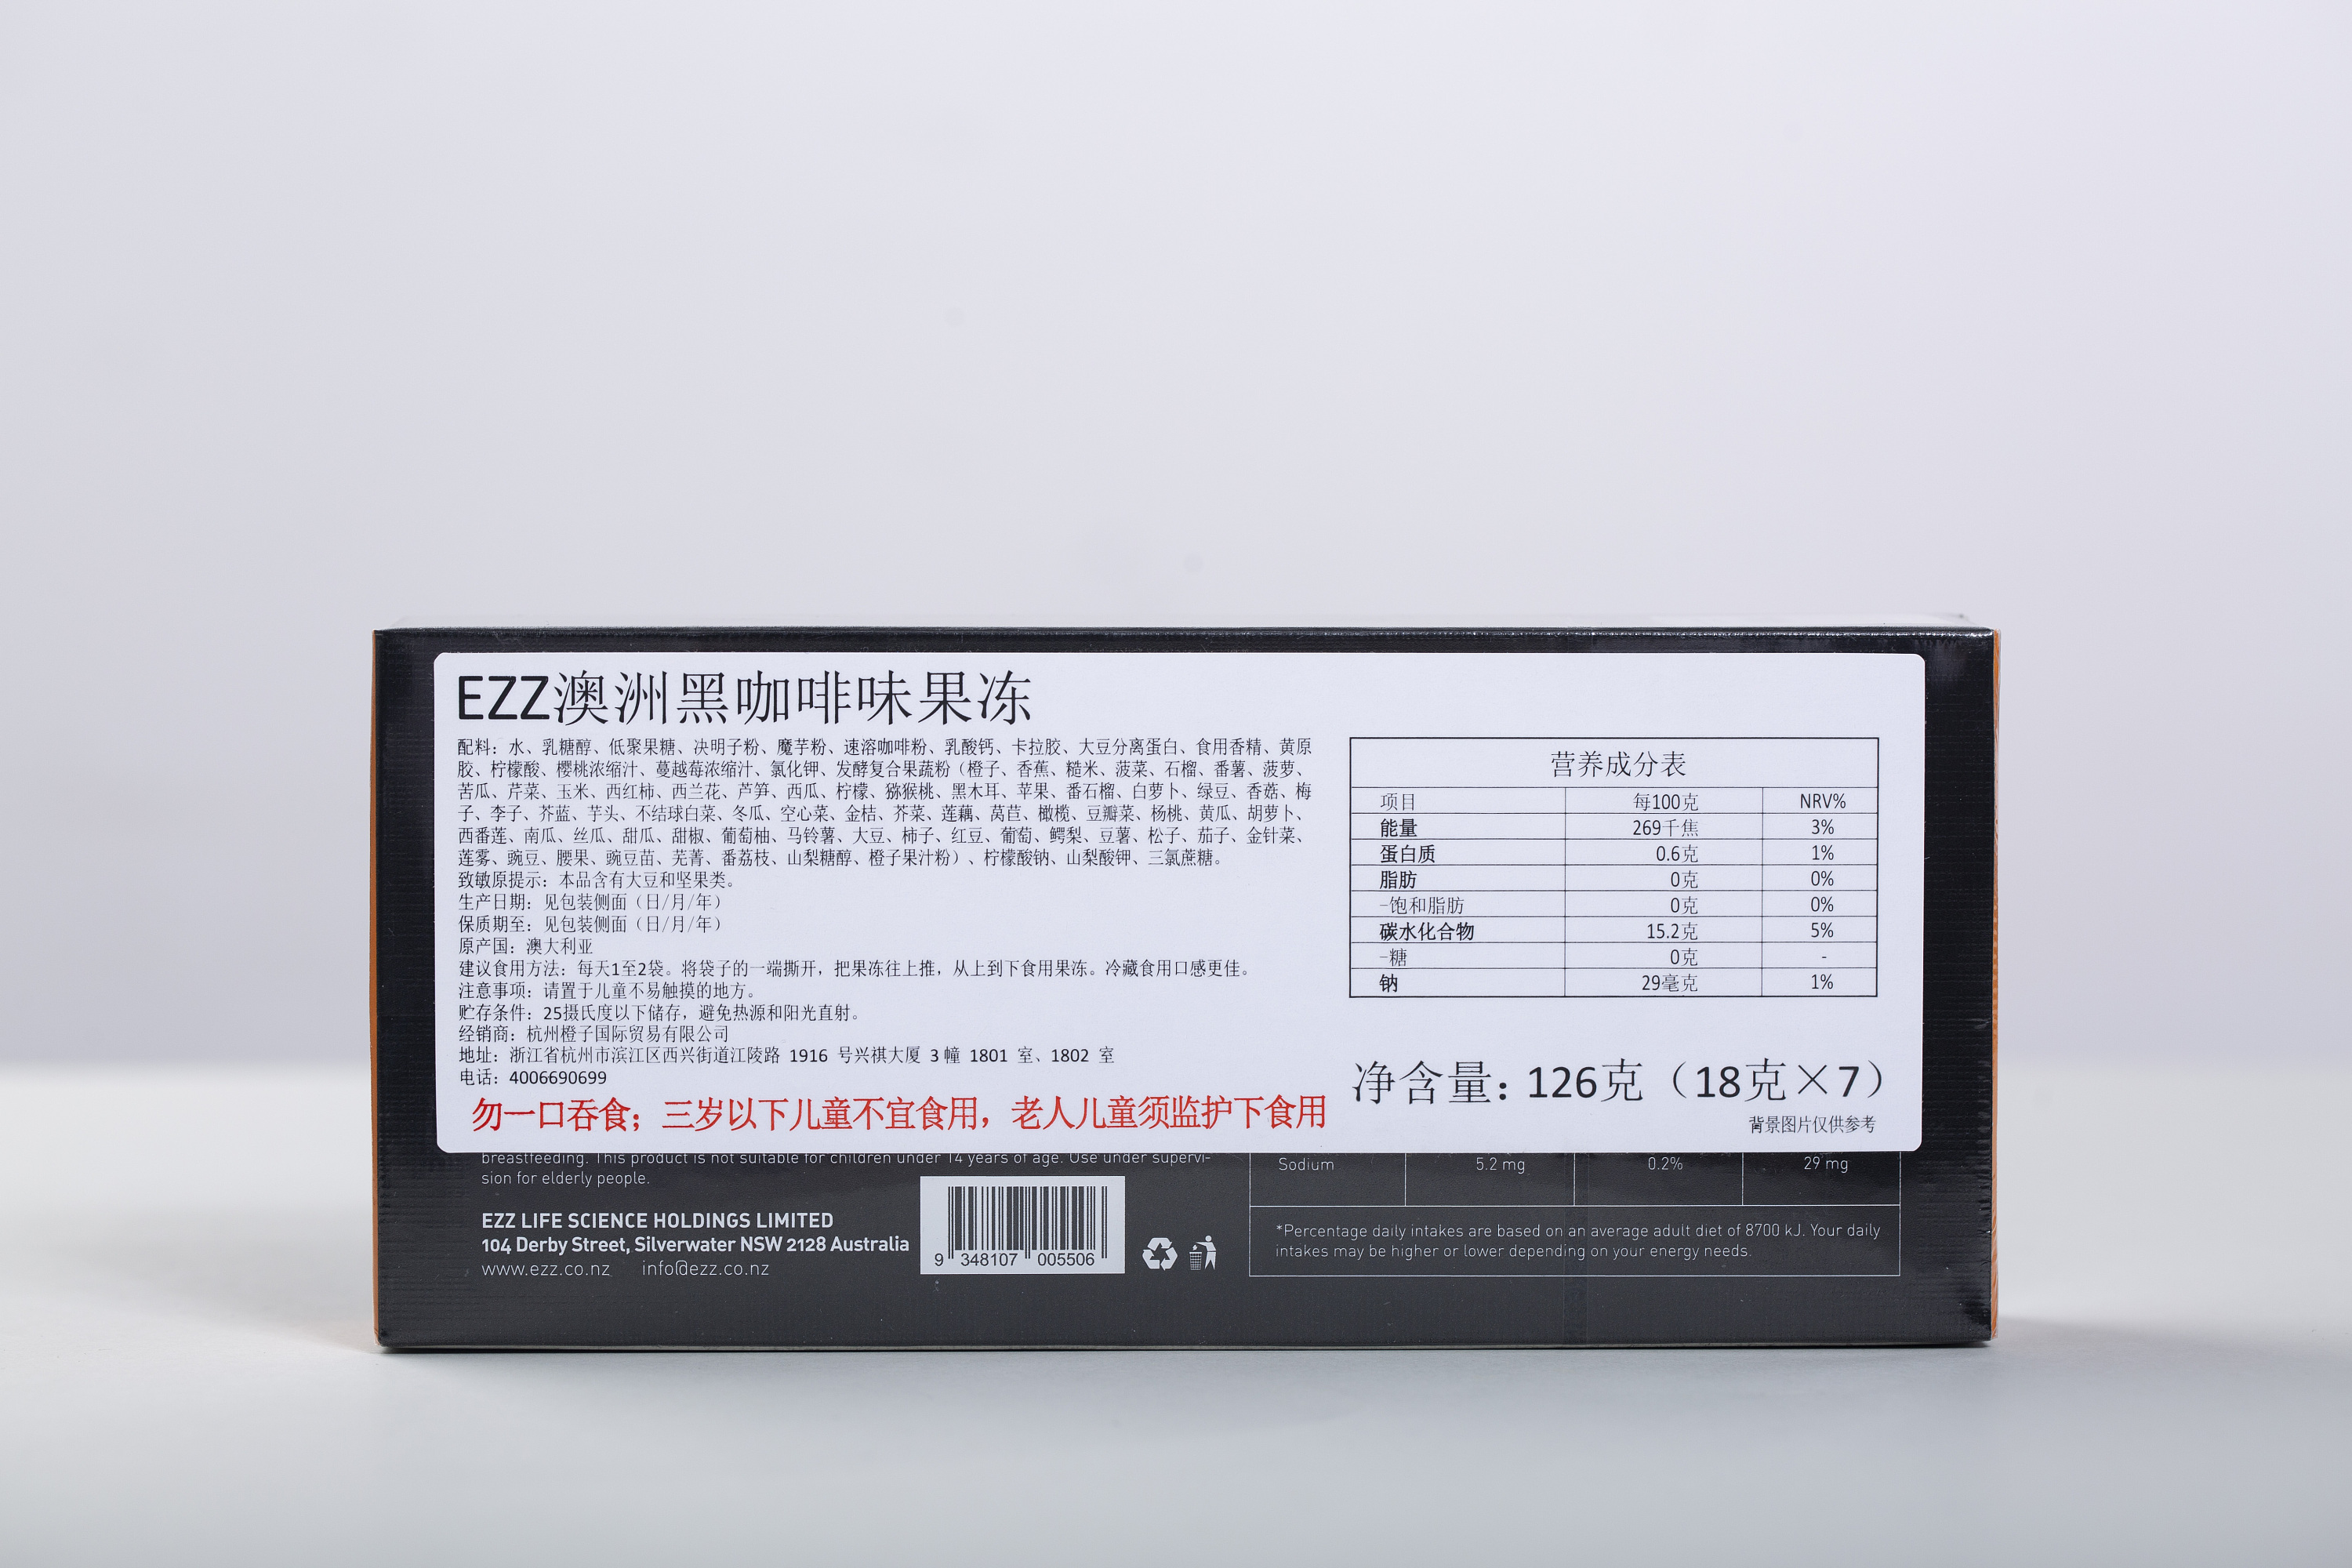 EZZ澳洲黑咖啡味果冻
配料：水、乳糖醇、低聚果糖、决明子粉、魔芋粉、速溶咖啡粉、乳酸钙、卡拉胶、大豆分离蛋白、食用香精、黄原
胶、柠檬酸、樱桃浓缩汁、蔓越莓浓缩汁、氯化钾、发酵复合果蔬粉（橙子、香蕉、糙米、菠菜、石榴、番薯、菠萝、
苦瓜、芹菜、玉米、西红柿、西兰花、芦笋、西瓜、柠檬、猕猴桃、黑木耳、苹果、番石榴、白萝卜、绿豆、香菇、梅
子、李子、芥蓝、芋头、不结球白菜、冬瓜、空心菜、金桔、芥菜、莲藕、莴苣、橄榄、豆瓣菜、杨桃、黄瓜、胡萝卜、
西番莲、南瓜、丝瓜、甜瓜、甜椒、葡萄柚、马铃薯、大豆、柿子、红豆、葡萄、鳄梨、豆薯、松子、茄子、金针菜、
莲雾、豌豆、腰果、豌豆苗、芜菁、番荔枝、山梨糖醇、橙子果汁粉）、柠檬酸钠、山梨酸钾、三氯蔗糖。
致敏原提示：本品含有大豆和坚果类。
生产日期：见包装侧面（日/月/年）
保质期至：见包装侧面（日/月/年）
原产国：澳大利亚
建议食用方法：每天1至2袋。将袋子的一端撕开，把果冻往上推，从上到下食用果冻。冷藏食用口感更佳。
注意事项：请置于儿童不易触摸的地方。
贮存条件：25摄氏度以下储存，避免热源和阳光直射。
经销商：杭州橙子国际贸易有限公司
地址：浙江省杭州市滨江区西兴街道江陵路 1916 号兴祺大厦 3 幢 1801 室、1802 室
电话：4006690699
勿一口吞食；三岁以下儿童不宜食用，老人儿童须监护下食用
营养成分表
项目 每100克 NRV%
能量 269千焦 3%
蛋白质 0.6克 1%
脂肪 0克 0%
-饱和脂肪 0克 0%
碳水化合物 15.2克 5%
-糖 0克 -
钠 29毫克 1%
净含量：126克（18克×7）
背景图片仅供参考
breastfeeding. This product is not suitable for children under 14 years of age. Use under supervi-
sion for elderly people.
EZZ LIFE SCIENCE HOLDINGS LIMITED
104 Derby Street, Silverwater NSW 2128 Australia
www.ezz.co.nz info@ezz.co.nz
9 348107 005506
Sodium 5.2 mg 0.2% 29 mg
*Percentage daily intakes are based on an average adult diet of 8700 kJ. Your daily
intakes may be higher or lower depending on your energy needs.